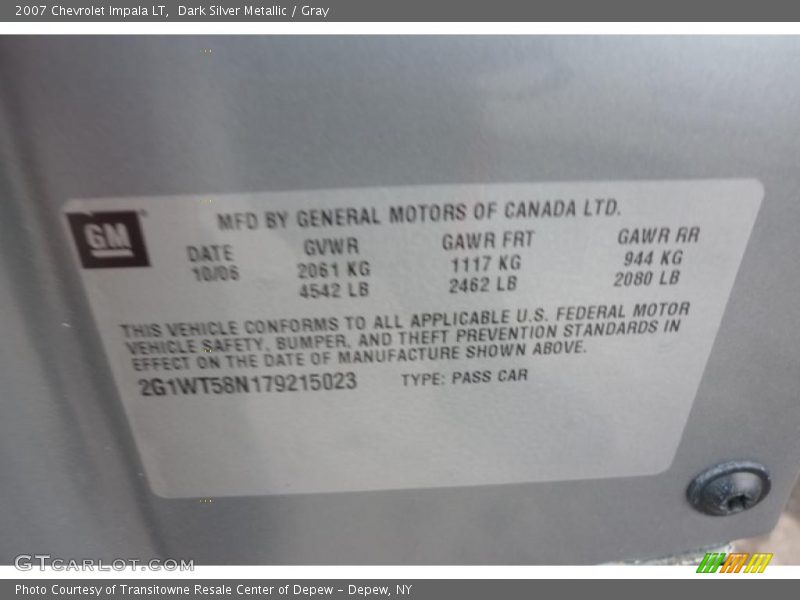 2007 Chevrolet Impala LT,  Dark Silver Metallic / Gray
GM
MFD BY GENERAL MOTORS OF CANADA LTD.
DATE GVWR GAWR FRT GAWR RR
10/06 2061 KG 1117 KG 944 KG
4542 LB 2462 LB 2080 LB
THIS VEHICLE CONFORMS TO ALL APPLICABLE U.S. FEDERAL MOTOR
VEHICLE SAFETY, BUMPER, AND THEFT PREVENTION STANDARDS IN
EFFECT ON THE DATE OF MANUFACTURE SHOWN ABOVE.
2G1WT58N179215023 TYPE: PASS CAR
GTCARLOT.COM
Photo Courtesy of Transitowne Resale Center of Depew – Depew, NY